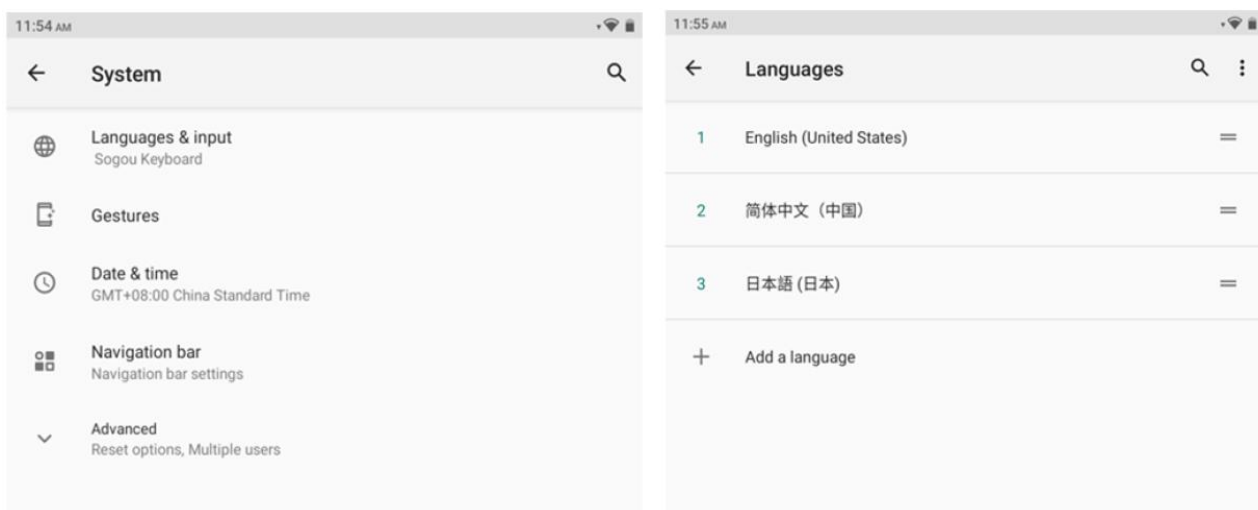 11:54 AM
System
Languages & input
Sogou Keyboard
Gestures
Date & time
GMT+08:00 China Standard Time
Navigation bar
Navigation bar settings
Advanced
Reset options, Multiple users
11:55 AM
Languages
1 English (United States)
2 简体中文（中国）
3 日本語 (日本)
Add a language